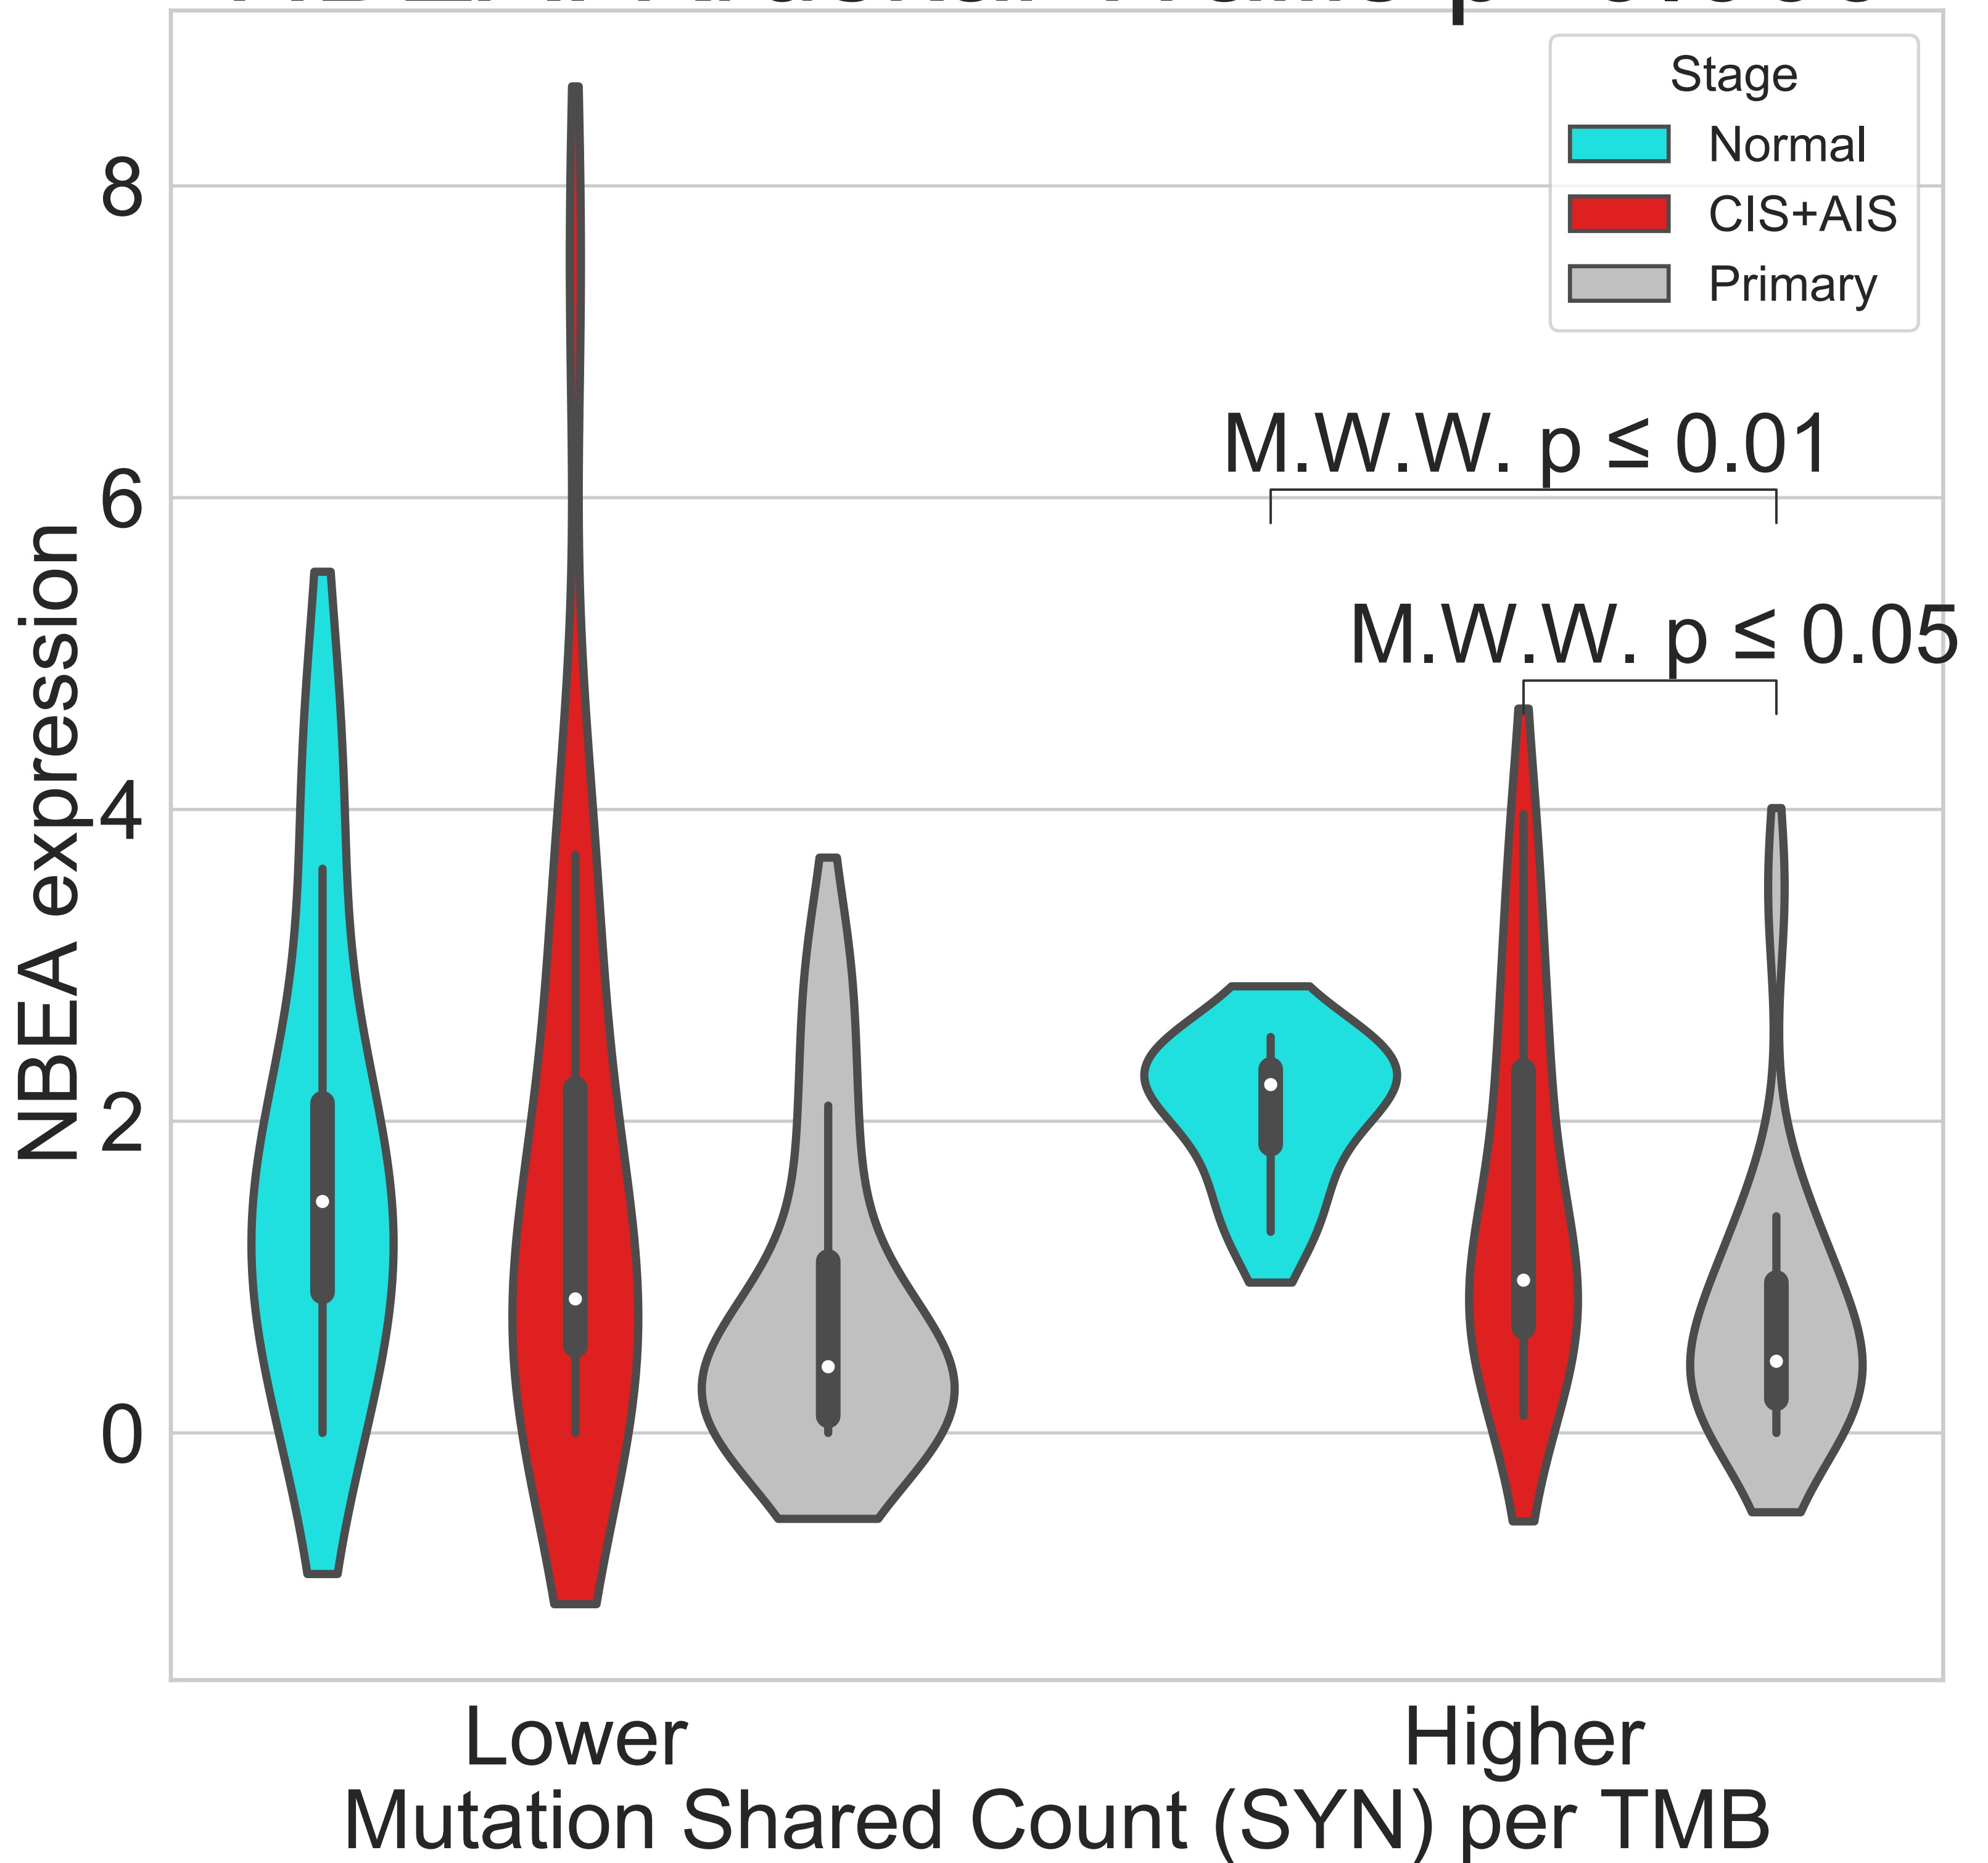 Stage
Normal
CIS+AIS
Primary
M.W.W. p ≤ 0.01
M.W.W. p ≤ 0.05
NBEA expression
8
6
4
2
0
Lower
Higher
Mutation Shared Count (SYN) per TMB